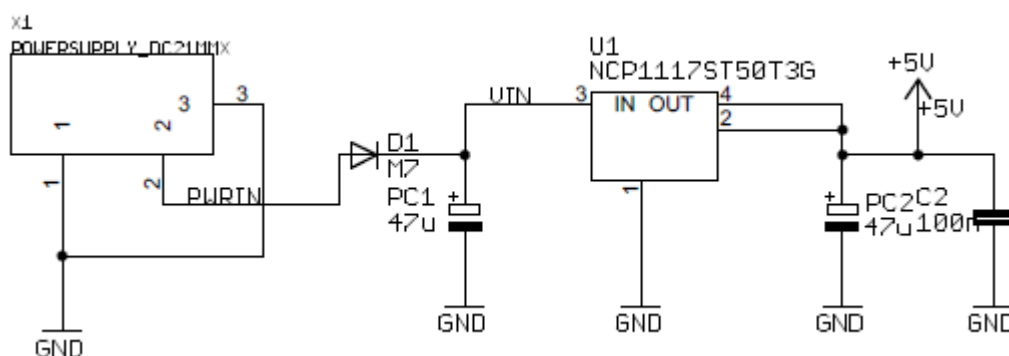 X1
POWERSUPPLY_DC21MMX
3
3
1
2
1
2
PWRIN
GND
D1
M7
PC1
47u
GND
VIN
U1
NCP1117ST50T3G
3
IN OUT
4
2
1
GND
+5V
+5V
PC2
47u
GND
C2
100n
GND